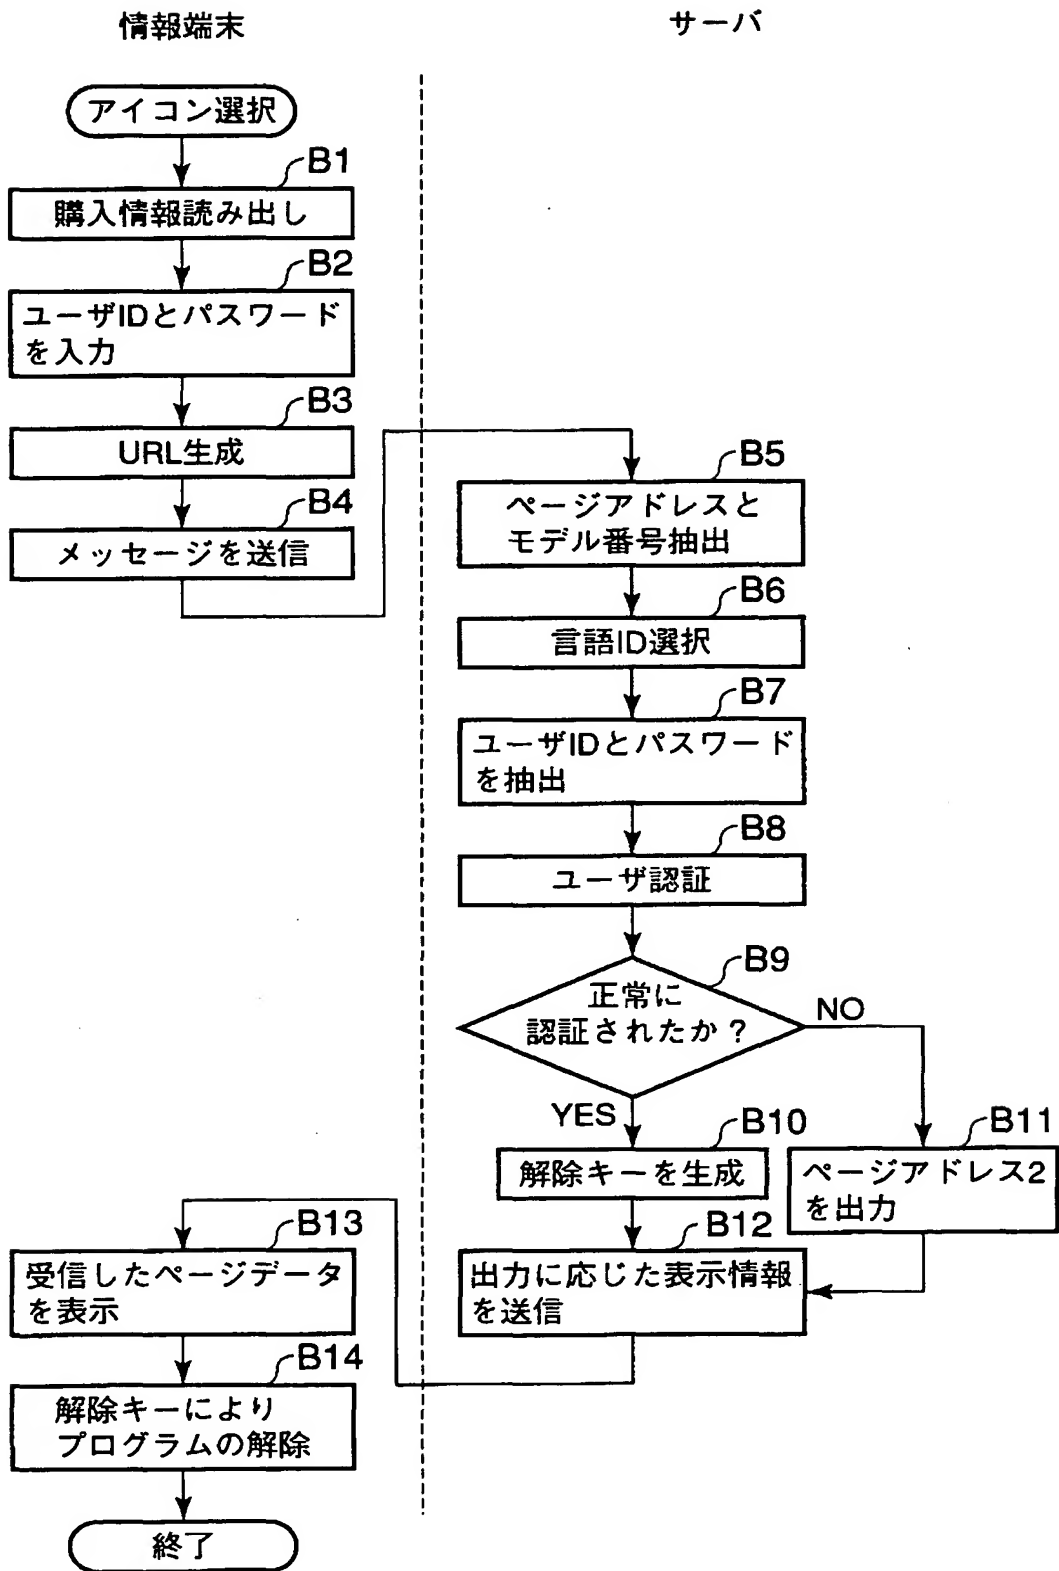 情報端末
サーバ
アイコン選択
B1
購入情報読み出し
B2
ユーザIDとパスワード
を入力
B3
URL生成
B4
メッセージを送信
B5
ページアドレスと
モデル番号抽出
B6
言語ID選択
B7
ユーザIDとパスワード
を抽出
B8
ユーザ認証
B9
正常に
認証されたか?
NO
YES
B10
解除キーを生成
B11
ページアドレス2
を出力
B12
出力に応じた表示情報
を送信
B13
受信したページデータ
を表示
B14
解除キーにより
プログラムの解除
終了